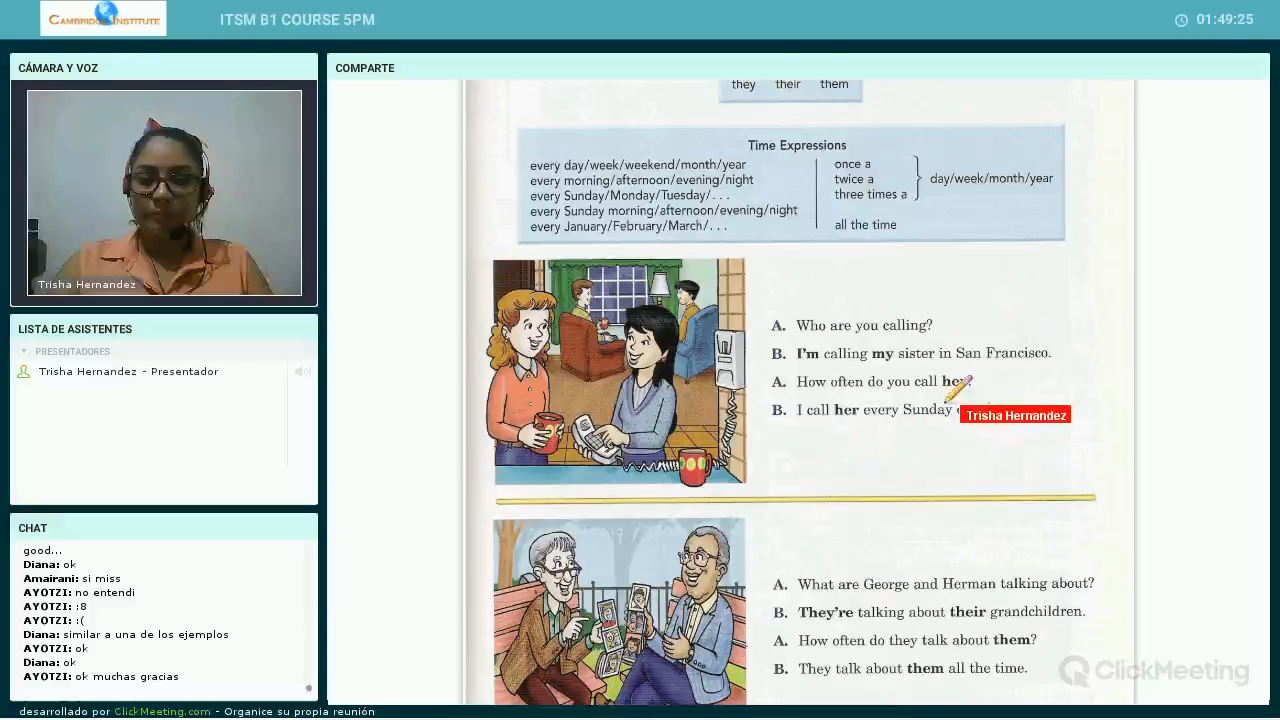 CAMBRIDGE INSTITUTE
ITSM B1 COURSE 5PM
01:49:25
CÁMARA Y VOZ
Trisha Hernandez
LISTA DE ASISTENTES
PRESENTADORES
Trisha Hernandez - Presentador
CHAT
good...
Diana: ok
Amairani: si miss
AYOTZI: no entendi
AYOTZI: :8
AYOTZI: :(
Diana: similar a una de los ejemplos
AYOTZI: ok
Diana: ok
AYOTZI: ok muchas gracias
COMPARTE
they their them
Time Expressions
every day/week/weekend/month/year
every morning/afternoon/evening/night
every Sunday/Monday/Tuesday/. . .
every Sunday morning/afternoon/evening/night
every January/February/March/. . .
once a
twice a
three times a
day/week/month/year
all the time
A. Who are you calling?
B. I'm calling my sister in San Francisco.
A. How often do you call her?
B. I call her every Sunday
Trisha Hernandez
A. What are George and Herman talking about?
B. They're talking about their grandchildren.
A. How often do they talk about them?
B. They talk about them all the time.
ClickMeeting
desarrollado por ClickMeeting.com - Organice su propia reunión